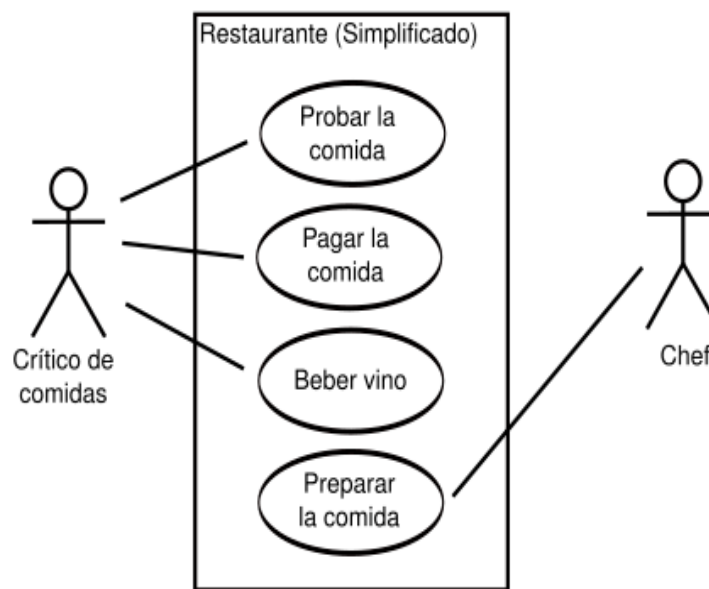 Restaurante (Simplificado)
Probar la
comida
Pagar la
comida
Beber vino
Preparar
la comida
Crítico de
comidas
Chef